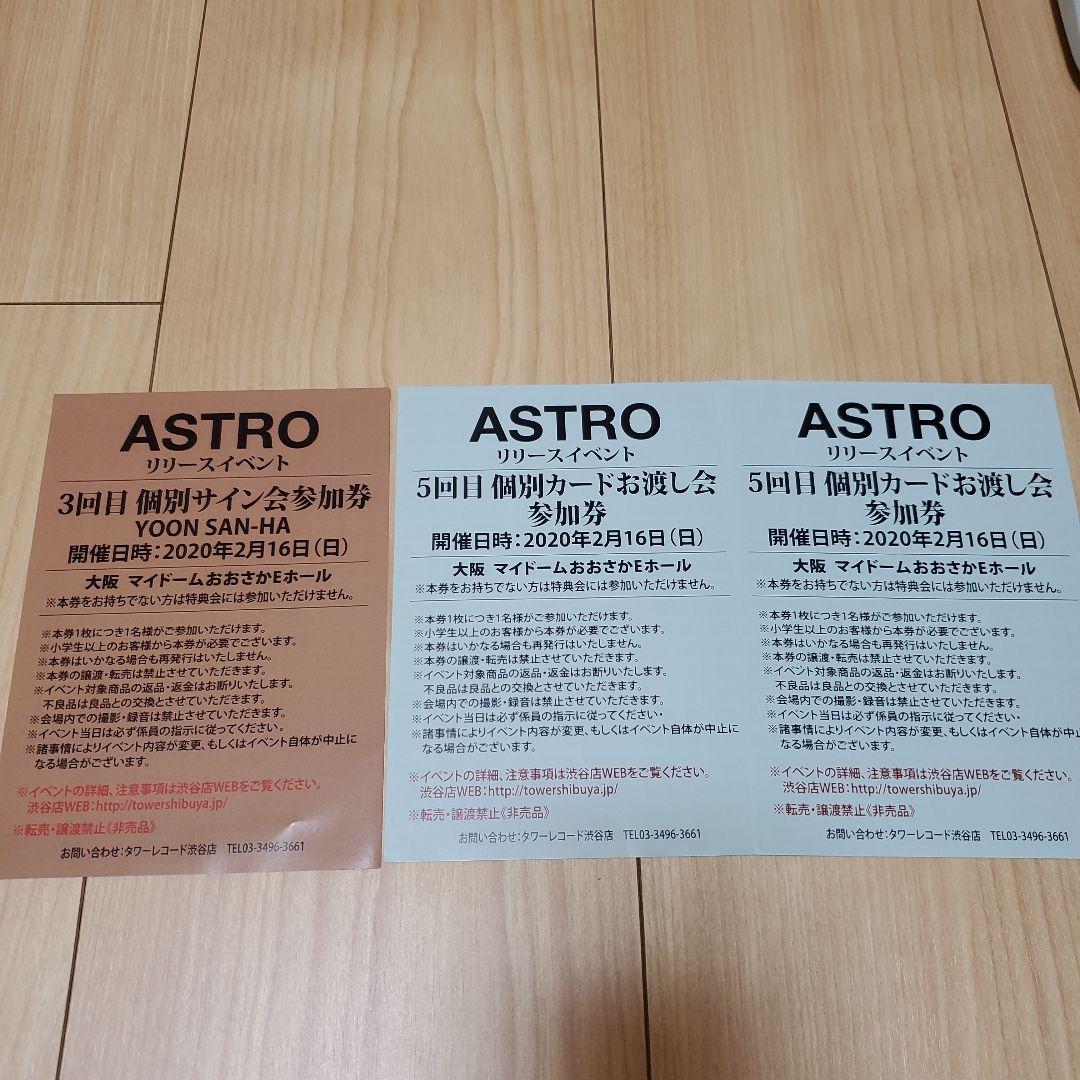 ASTRO
リリースイベント
3回目 個別サイン会参加券
YOON SAN-HA
開催日時：2020年2月16日（日）
大阪 マイドームおおさかEホール
※本券をお持ちでない方は特典会には参加いただけません。
※本券1枚につき1名様がご参加いただけます。
※小学生以上のお客様から本券が必要でございます。
※本券はいかなる場合も再発行はいたしません。
※本券の譲渡・転売は禁止させていただきます。
※イベント対象商品の返品・返金はお断りいたします。
不良品は良品との交換とさせていただきます。
※会場内での撮影・録音は禁止させていただきます。
※イベント当日は必ず係員の指示に従ってください。
※諸事情によりイベント内容が変更、もしくはイベント自体が中止に
なる場合がございます。
※イベントの詳細、注意事項は渋谷店WEBをご覧ください。
渋谷店WEB：http://towershibuya.jp/
※転売・譲渡禁止《非売品》
お問い合わせ：タワーレコード渋谷店 TEL03-3496-3661
ASTRO
リリースイベント
5回目 個別カードお渡し会
参加券
開催日時：2020年2月16日（日）
大阪 マイドームおおさかEホール
※本券をお持ちでない方は特典会には参加いただけません。
※本券1枚につき1名様がご参加いただけます。
※小学生以上のお客様から本券が必要でございます。
※本券はいかなる場合も再発行はいたしません。
※本券の譲渡・転売は禁止させていただきます。
※イベント対象商品の返品・返金はお断りいたします。
不良品は良品との交換とさせていただきます。
※会場内での撮影・録音は禁止させていただきます。
※イベント当日は必ず係員の指示に従ってください・
※諸事情によりイベント内容が変更、もしくはイベント自体が中止に
なる場合がございます。
※イベントの詳細、注意事項は渋谷店WEBをご覧ください。
渋谷店WEB：http://towershibuya.jp/
※転売・譲渡禁止《非売品》
お問い合わせ：タワーレコード渋谷店 TEL03-3496-3661
ASTRO
リリースイベント
5回目 個別カードお渡し会
参加券
開催日時：2020年2月16日（日）
大阪 マイドームおおさかEホール
※本券をお持ちでない方は特典会には参加いただけません。
※本券1枚につき1名様がご参加いただけます。
※小学生以上のお客様から本券が必要でございます。
※本券はいかなる場合も再発行はいたしません。
※本券の譲渡・転売は禁止させていただきます。
※イベント対象商品の返品・返金はお断りいたします。
不良品は良品との交換とさせていただきます。
※会場内での撮影・録音は禁止させていただきます。
※イベント当日は必ず係員の指示に従ってください・
※諸事情によりイベント内容が変更、もしくはイベント自体が中止
なる場合がございます。
※イベントの詳細、注意事項は渋谷店WEBをご覧ください。
渋谷店WEB：http://towershibuya.jp/
※転売・譲渡禁止《非売品》
お問い合わせ：タワーレコード渋谷店 TEL03-3496-3661